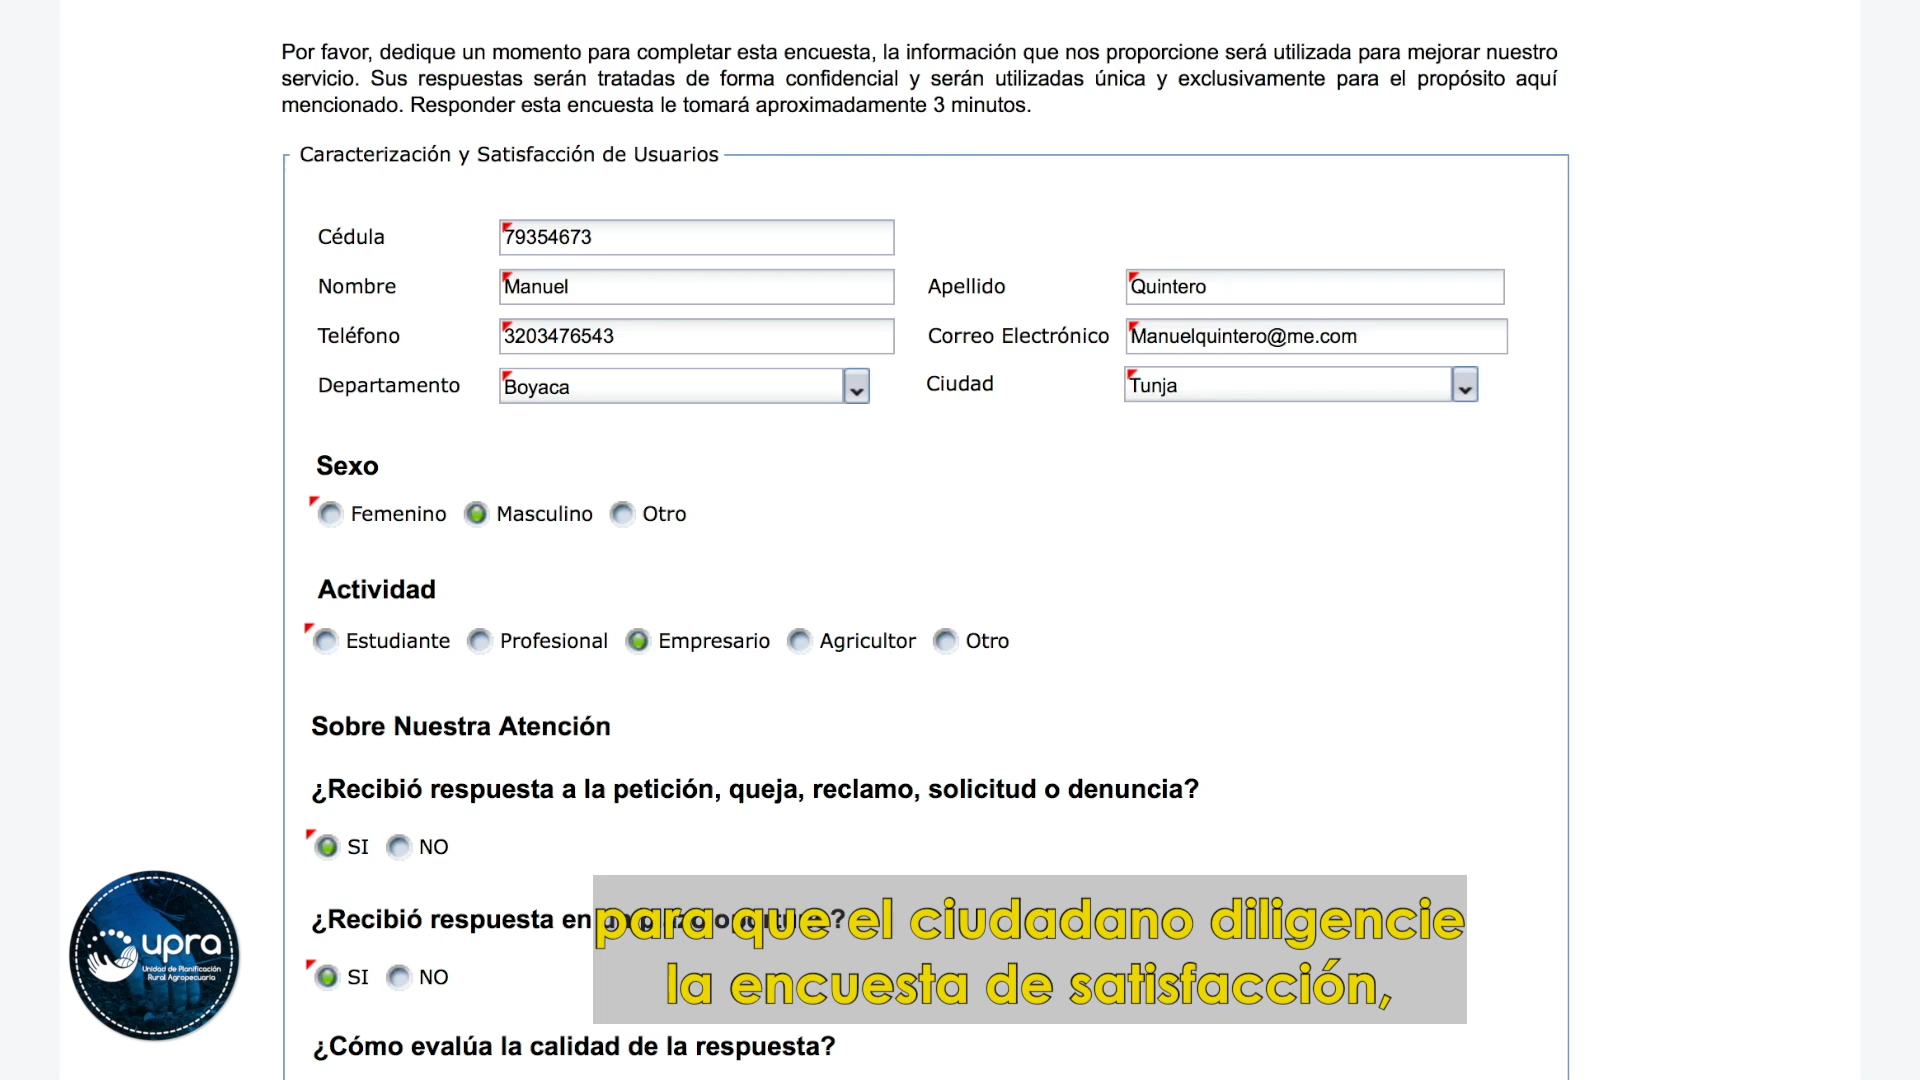 Por favor, dedique un momento para completar esta encuesta, la información que nos proporcione será utilizada para mejorar nuestro
servicio. Sus respuestas serán tratadas de forma confidencial y serán utilizadas única y exclusivamente para el propósito aquí
mencionado. Responder esta encuesta le tomará aproximadamente 3 minutos.
Caracterización y Satisfacción de Usuarios
Cédula 79354673
Nombre Manuel Apellido Quintero
Teléfono 3203476543 Correo Electrónico Manuelquintero@me.com
Departamento Boyaca Ciudad Tunja
Sexo
Femenino Masculino Otro
Actividad
Estudiante Profesional Empresario Agricultor Otro
Sobre Nuestra Atención
¿Recibió respuesta a la petición, queja, reclamo, solicitud o denuncia?
SI NO
¿Recibió respuesta en
SI NO
¿Cómo evalúa la calidad de la respuesta?
para que el ciudadano diligencie
la encuesta de satisfacción,
upra
Unidad de Planificación
Rural Agropecuaria